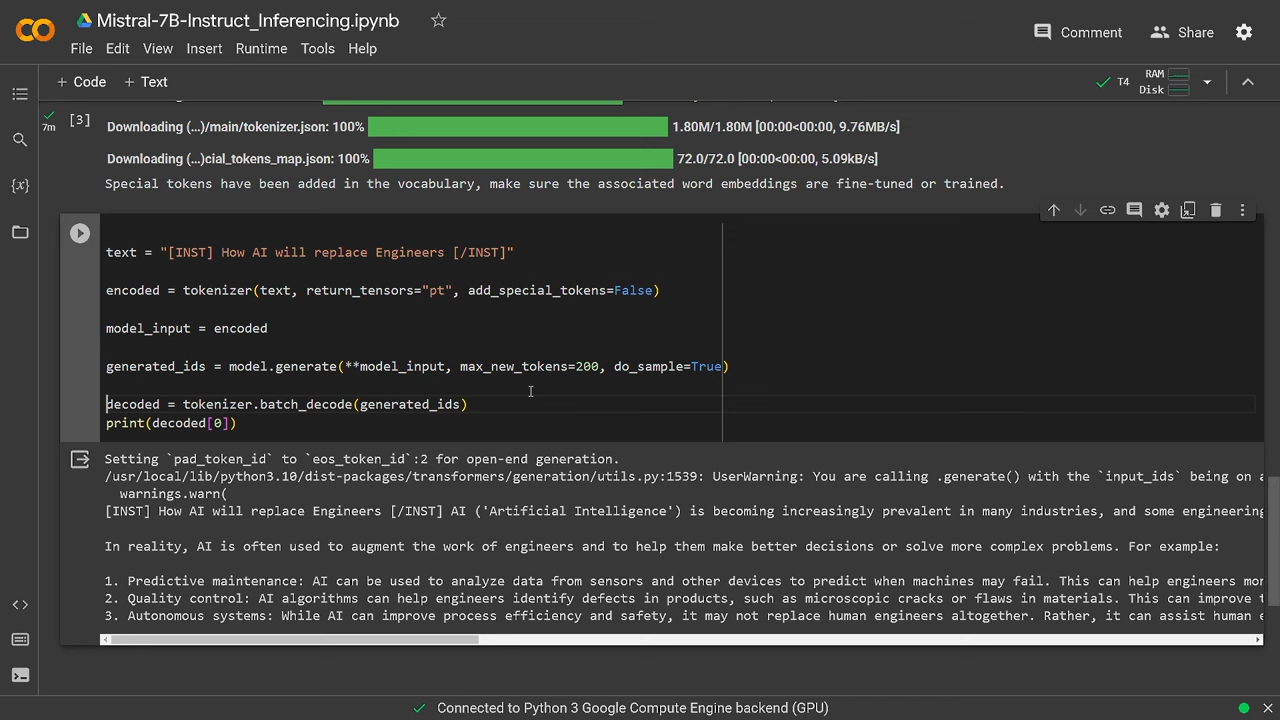 Mistral-7B-Instruct_Inferencing.ipynb
Comment
Share
File Edit View Insert Runtime Tools Help
+ Code + Text
T4
RAM
Disk
[3]
7m
Downloading (…)/main/tokenizer.json: 100% 1.80M/1.80M [00:00<00:00, 9.76MB/s]
Downloading (…)cial_tokens_map.json: 100% 72.0/72.0 [00:00<00:00, 5.09kB/s]
Special tokens have been added in the vocabulary, make sure the associated word embeddings are fine-tuned or trained.
text = "[INST] How AI will replace Engineers [/INST]"
encoded = tokenizer(text, return_tensors="pt", add_special_tokens=False)
model_input = encoded
generated_ids = model.generate(**model_input, max_new_tokens=200, do_sample=True)
decoded = tokenizer.batch_decode(generated_ids)
print(decoded[0])
Setting `pad_token_id` to `eos_token_id`:2 for open-end generation.
/usr/local/lib/python3.10/dist-packages/transformers/generation/utils.py:1539: UserWarning: You are calling .generate() with the `input_ids` being on a
warnings.warn(
[INST] How AI will replace Engineers [/INST] AI ('Artificial Intelligence') is becoming increasingly prevalent in many industries, and some engineering
In reality, AI is often used to augment the work of engineers and to help them make better decisions or solve more complex problems. For example:
1. Predictive maintenance: AI can be used to analyze data from sensors and other devices to predict when machines may fail. This can help engineers mor
2. Quality control: AI algorithms can help engineers identify defects in products, such as microscopic cracks or flaws in materials. This can improve t
3. Autonomous systems: While AI can improve process efficiency and safety, it may not replace human engineers altogether. Rather, it can assist human e
Connected to Python 3 Google Compute Engine backend (GPU)